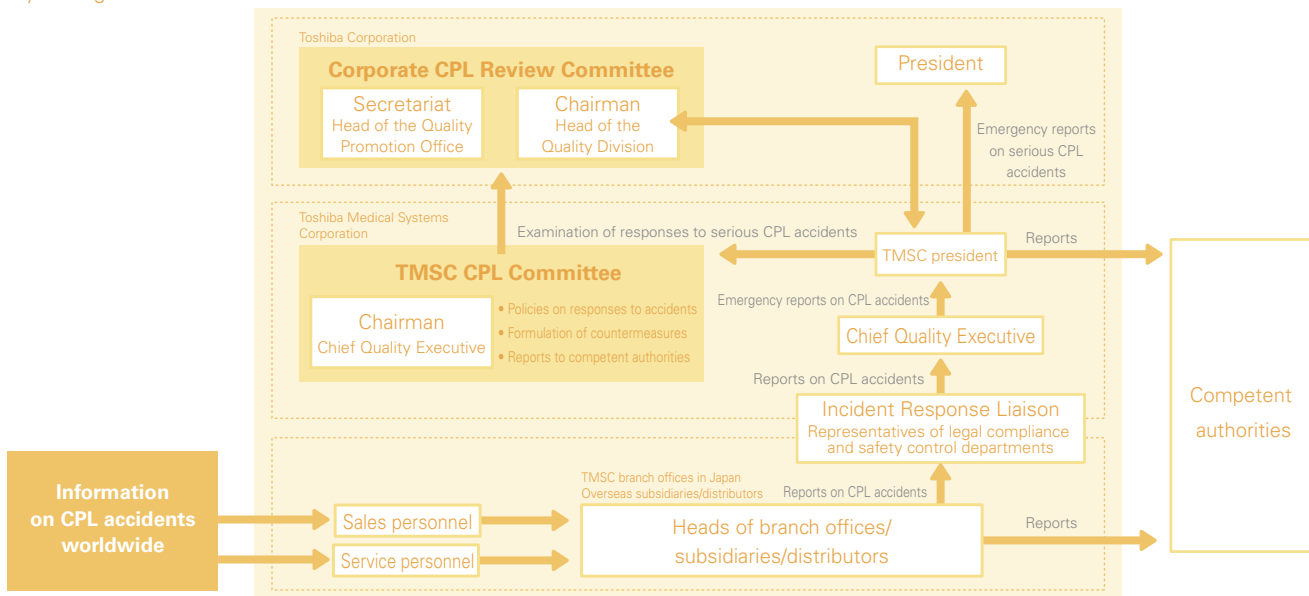 Toshiba Corporation
Corporate CPL Review Committee
Secretariat
Head of the Quality
Promotion Office
Chairman
Head of the
Quality Division
President
Emergency reports
on serious CPL
accidents
Toshiba Medical Systems
Corporation
Examination of responses to serious CPL accidents
TMSC president
Reports
TMSC CPL Committee
Chairman
Chief Quality Executive
• Policies on responses to accidents
• Formulation of countermeasures
• Reports to competent authorities
Emergency reports on CPL accidents
Chief Quality Executive
Reports on CPL accidents
Incident Response Liaison
Representatives of legal compliance
and safety control departments
Competent
authorities
Information
on CPL accidents
worldwide
Sales personnel
Service personnel
TMSC branch offices in Japan
Overseas subsidiaries/distributors
Reports on CPL accidents
Heads of branch offices/
subsidiaries/distributors
Reports